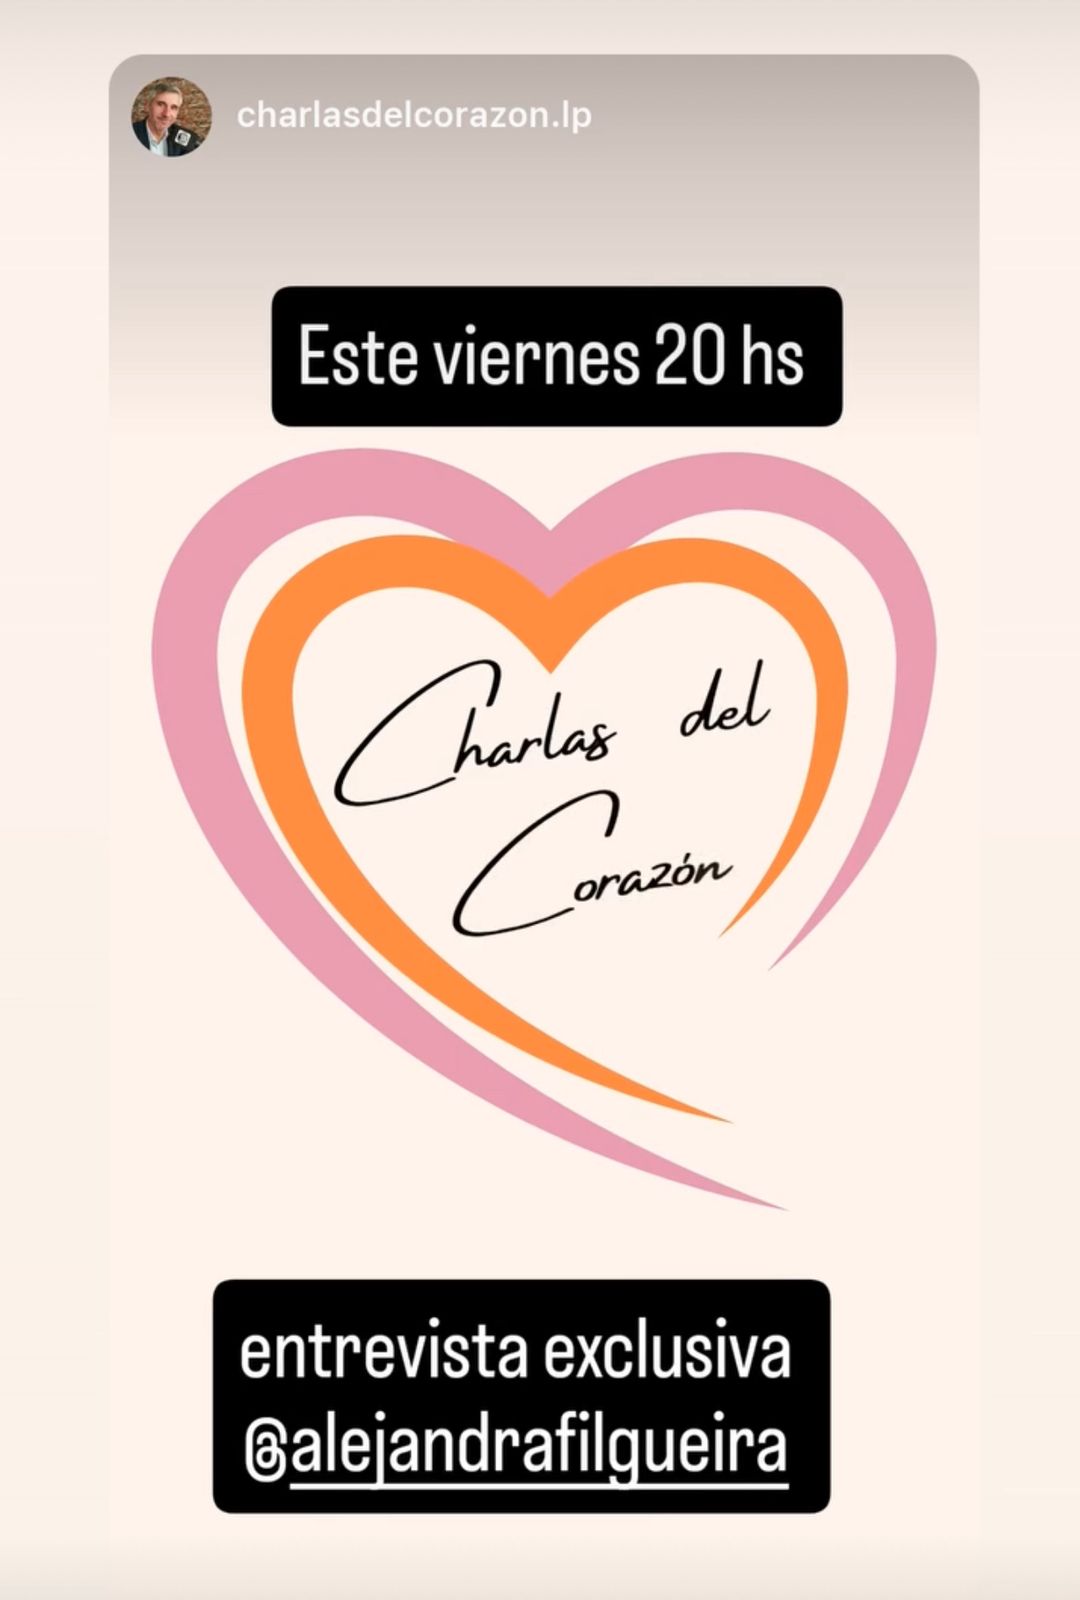 charlasdelcorazon.lp
Este viernes 20 hs
Charlas del
Corazón
entrevista exclusiva
@alejandrafilgueira